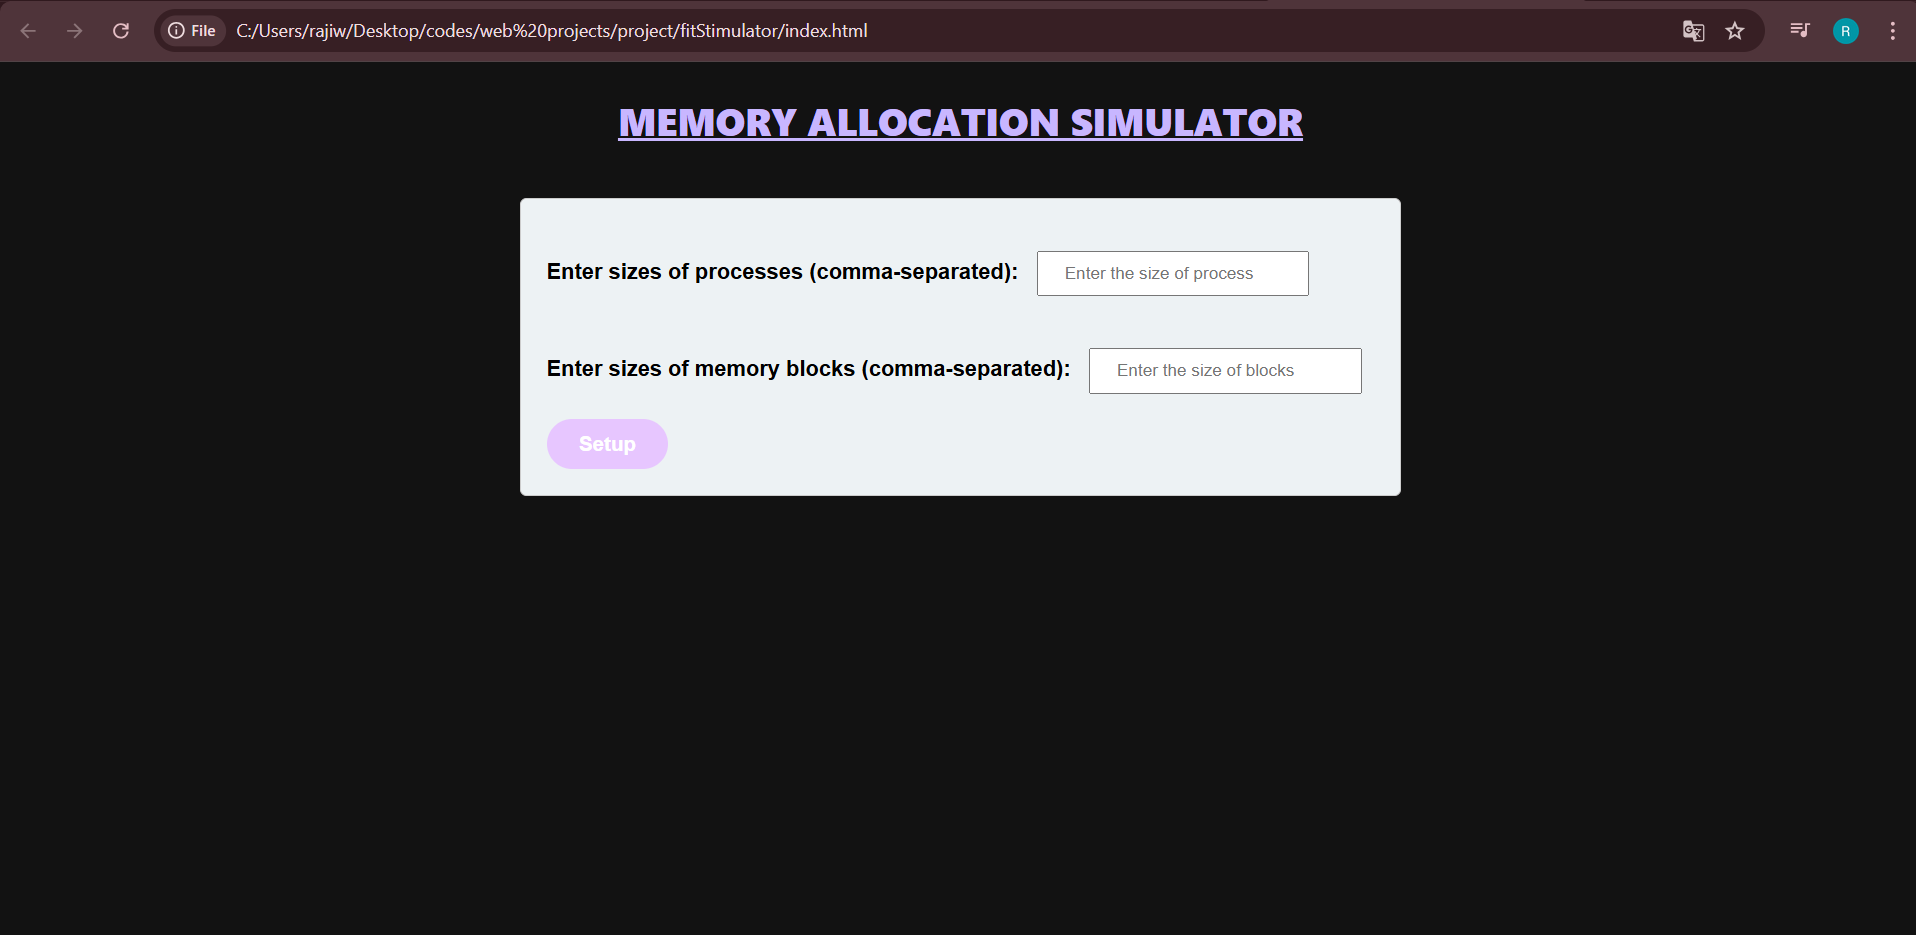 File C:/Users/rajiw/Desktop/codes/web%20projects/project/fitStimulator/index.html R
MEMORY ALLOCATION SIMULATOR
Enter sizes of processes (comma-separated): Enter the size of process
Enter sizes of memory blocks (comma-separated): Enter the size of blocks
Setup